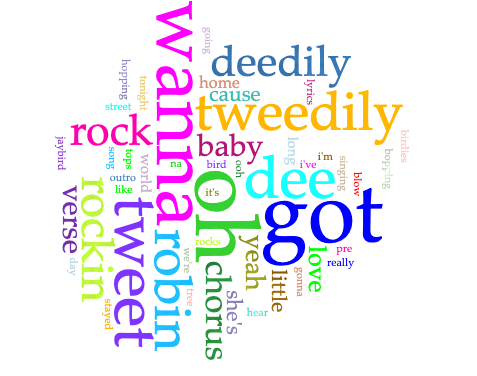 going
wanna
deedily
hopping
tonight
home
lyrics
cause
street
tweedily
rock
birdies
jaybird
song
tops
baby
long
i'm
world
na
bird
ooh
i've
singing
hopping
outro
dee
blow
like
it's
verse
rockin
tweet
oh
got
robin
rocks
yeah
love
pre
really
we're
day
chorus
little
gonna
tree
she's
stayed
hear